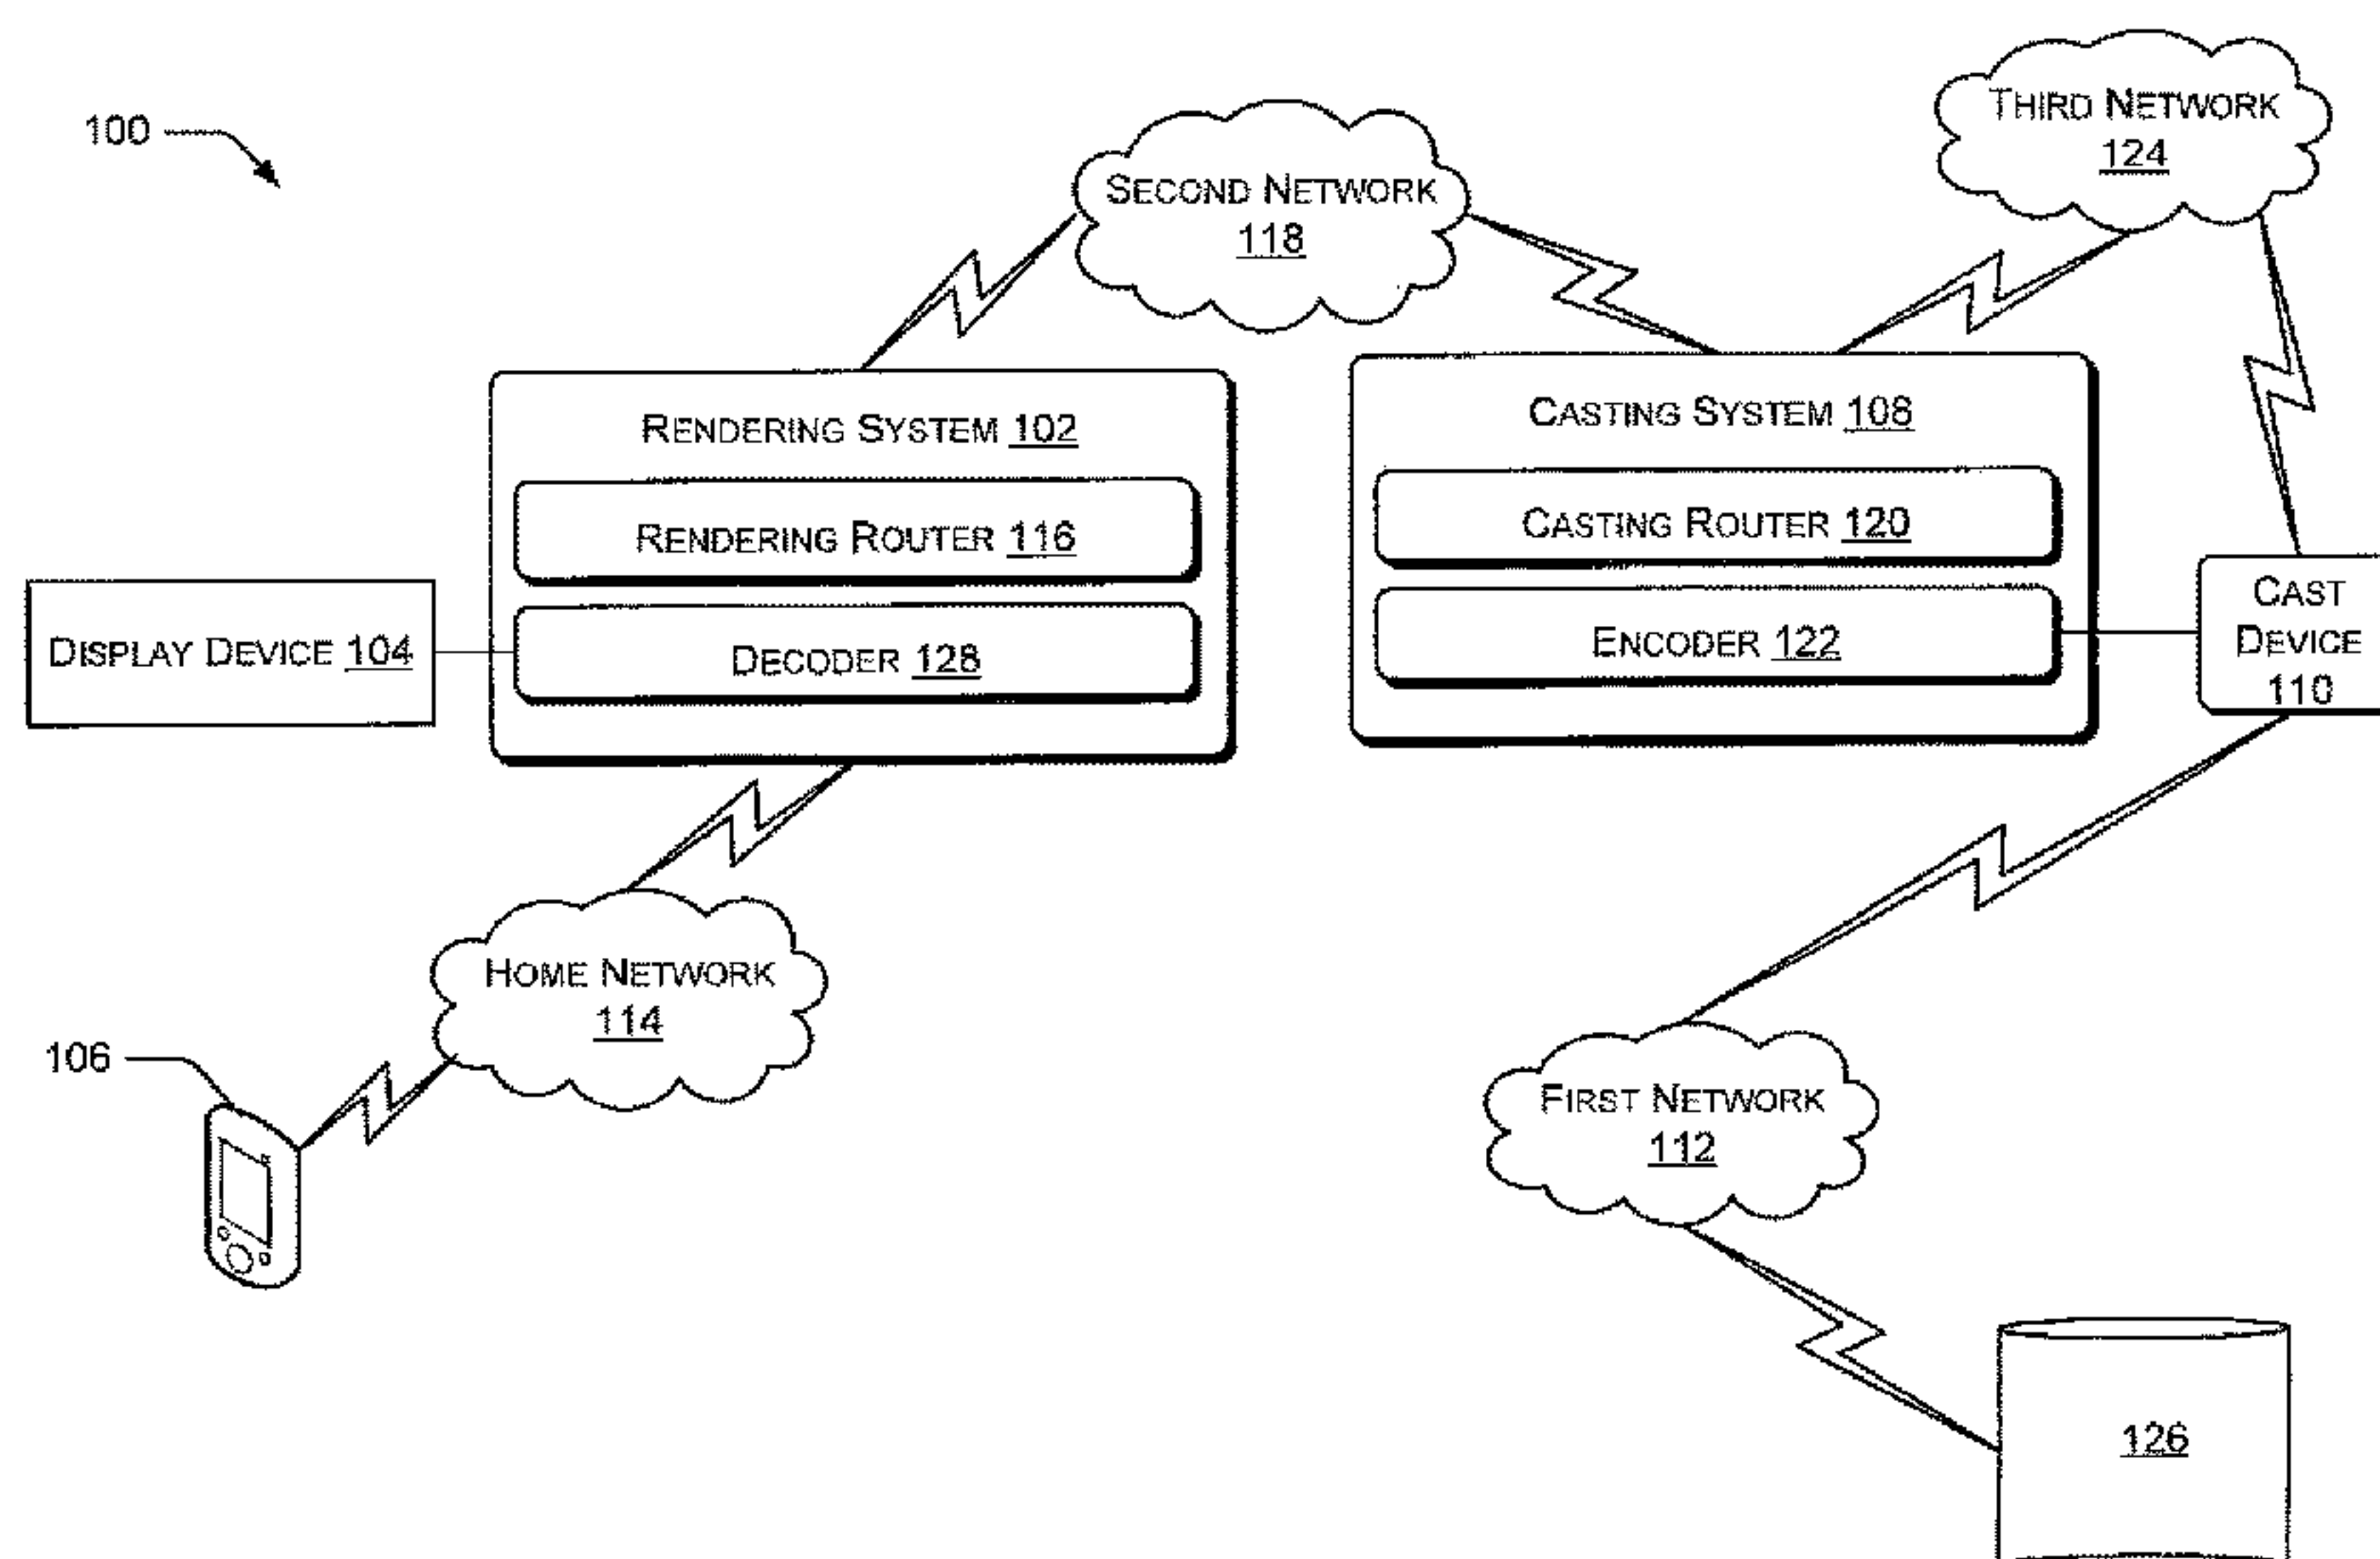 100
THIRD NETWORK
124
SECOND NETWORK
118
RENDERING SYSTEM 102
RENDERING ROUTER 116
DECODER 128
DISPLAY DEVICE 104
CASTING SYSTEM 108
CASTING ROUTER 120
ENCODER 122
CAST
DEVICE
110
HOME NETWORK
114
106
FIRST NETWORK
112
126